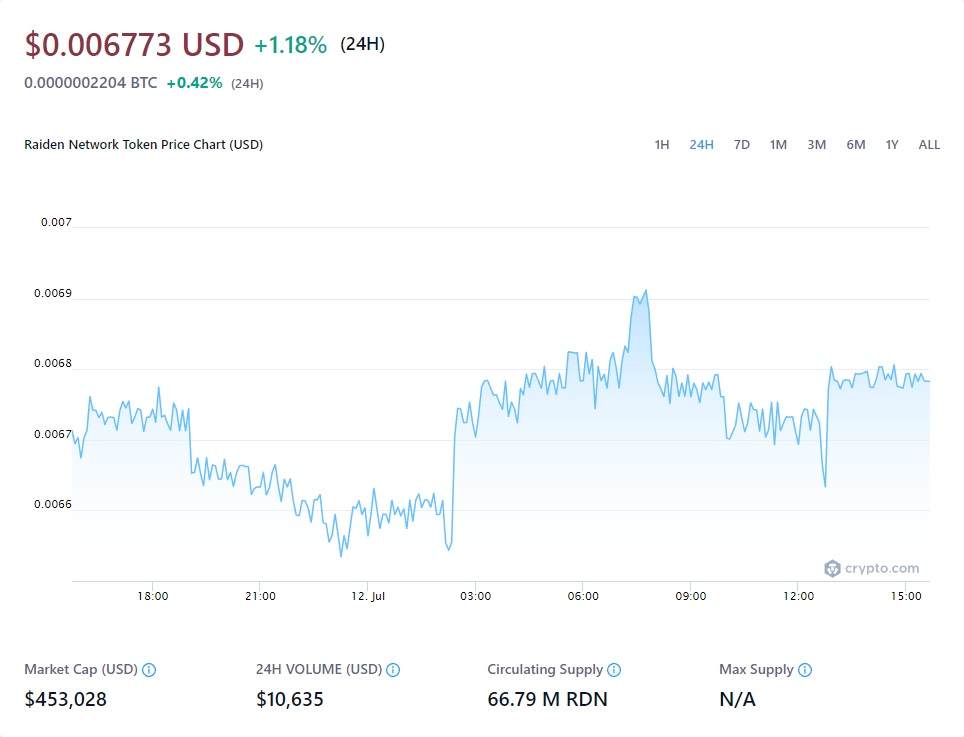 $0.006773 USD +1.18% (24H)
0.0000002204 BTC +0.42% (24H)
Raiden Network Token Price Chart (USD) 1H 24H 7D 1M 3M 6M 1Y ALL
0.007
0.0069
0.0068
0.0067
0.0066
crypto.com
18:00 21:00 12. Jul 03:00 06:00 09:00 12:00 15:00
Market Cap (USD) 24H VOLUME (USD) Circulating Supply Max Supply
$453,028 $10,635 66.79 M RDN N/A